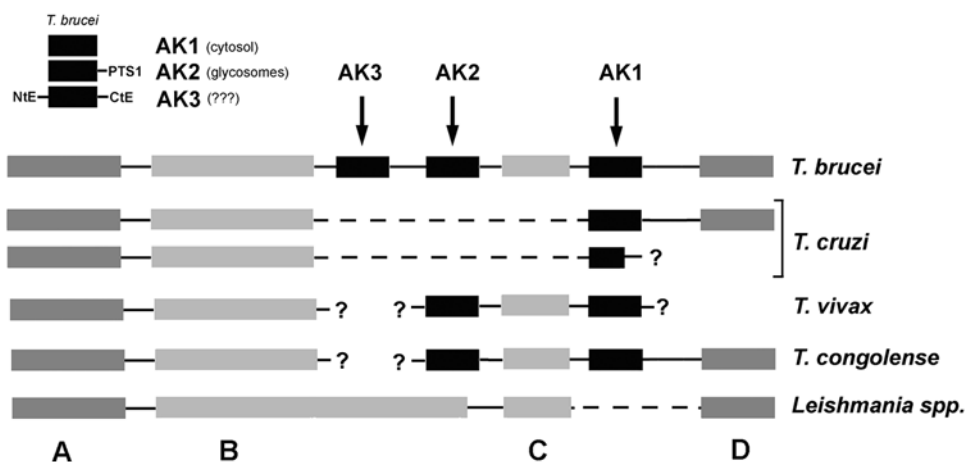 T. brucei
AK1 (cytosol)
PTS1 AK2 (glycosomes)
NtE CtE AK3 (???)
AK3 AK2 AK1
T. brucei
T. cruzi
?
? ? ? T. vivax
? ? T. congolense
Leishmania spp.
A B C D